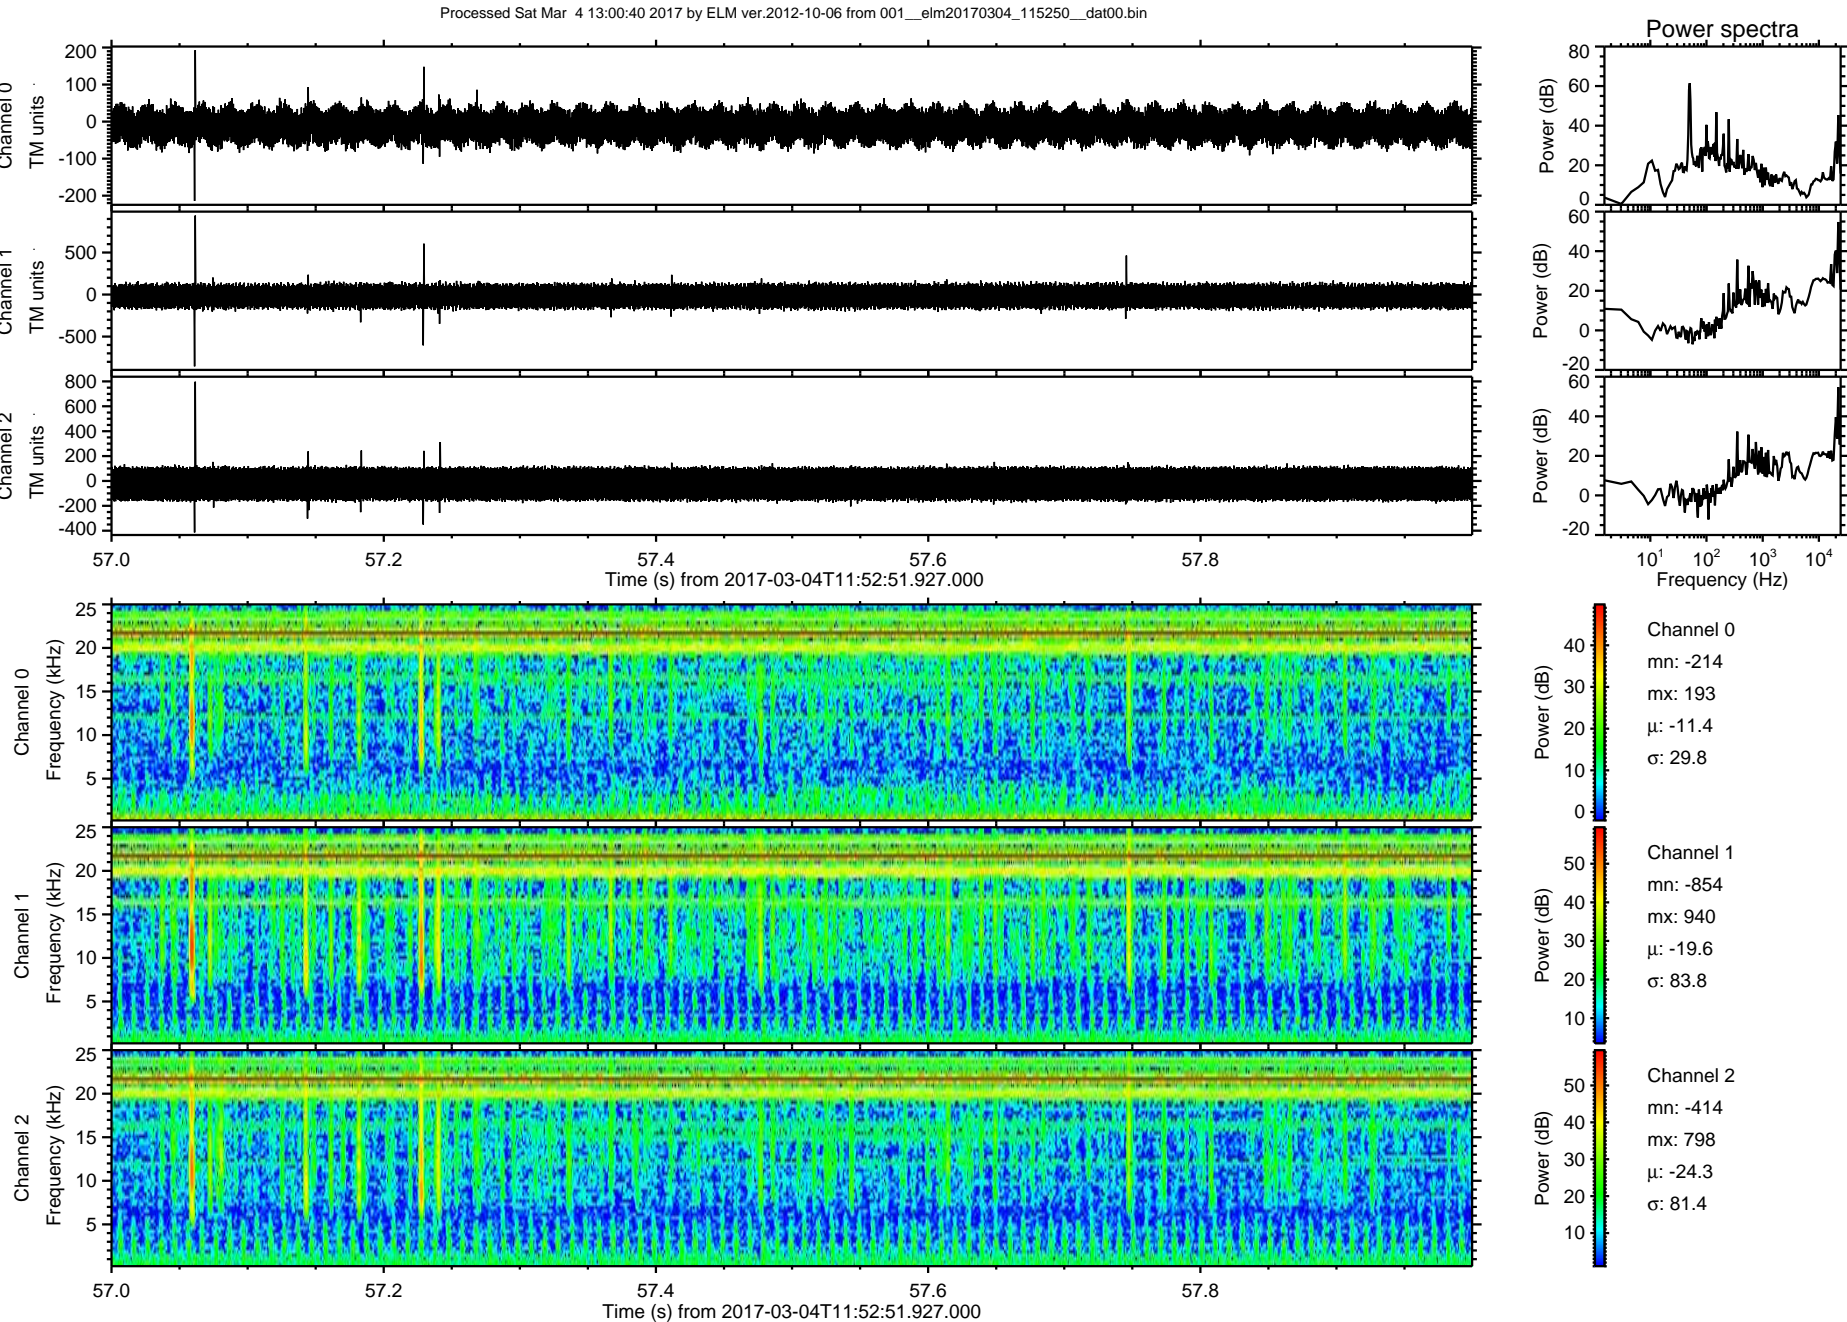 Processed Sat Mar 4 13:00:40 2017 by ELM ver.2012-10-06 from 001__elm20170304_115250__dat00.bin
Power spectra
Channel 0
TM units
200
100
0
-100
-200
Power (dB)
80
60
40
20
0
Channel 1
TM units
500
0
-500
Power (dB)
60
40
20
0
-20
Channel 2
TM units
800
600
400
200
0
-200
-400
Power (dB)
60
40
20
0
-20
57.0 57.2 57.4 57.6 57.8
Time (s) from 2017-03-04T11:52:51.927.000
10¹ 10² 10³ 10⁴
Frequency (Hz)
Channel 0
Frequency (kHz)
25
20
15
10
5
Power (dB)
40
30
20
10
0
Channel 0
mn: -214
mx: 193
μ: -11.4
σ: 29.8
Channel 1
Frequency (kHz)
25
20
15
10
5
Power (dB)
50
40
30
20
10
Channel 1
mn: -854
mx: 940
μ: -19.6
σ: 83.8
Channel 2
Frequency (kHz)
25
20
15
10
5
Power (dB)
50
40
30
20
10
Channel 2
mn: -414
mx: 798
μ: -24.3
σ: 81.4
57.0 57.2 57.4 57.6 57.8
Time (s) from 2017-03-04T11:52:51.927.000